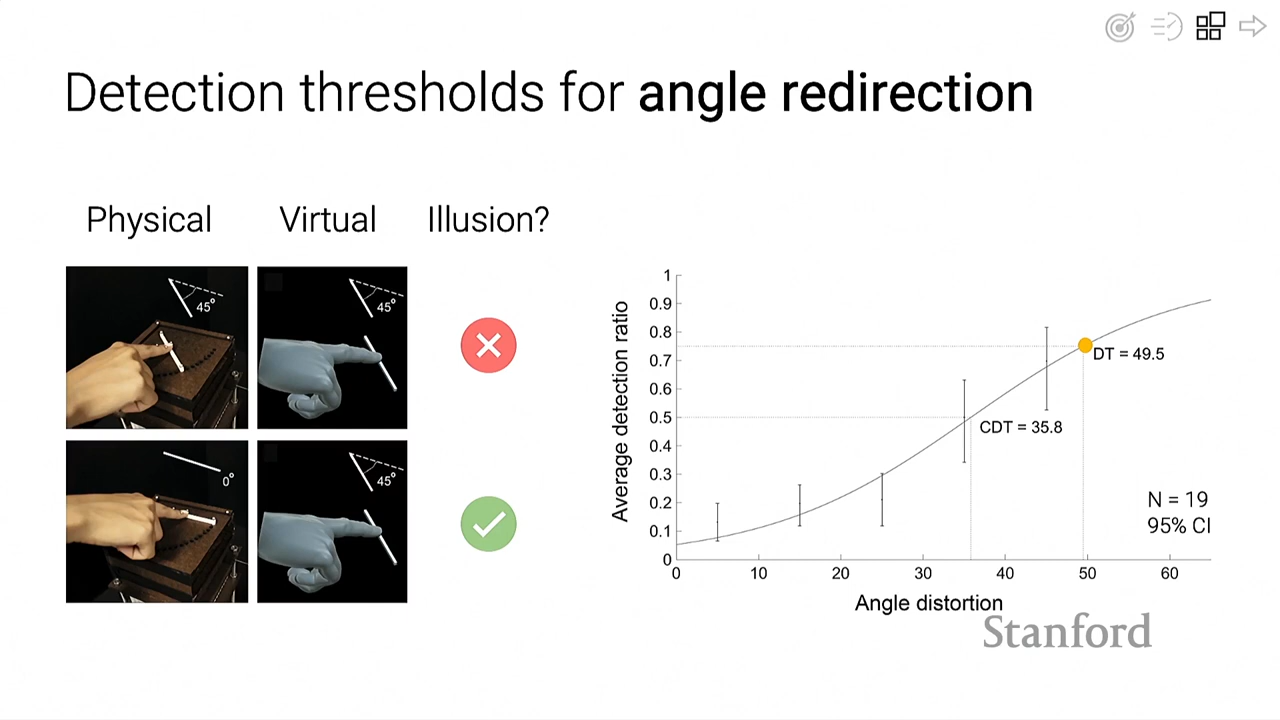 Detection thresholds for angle redirection
Physical
Virtual
Illusion?
45°
45°
0°
45°
Average detection ratio
1
0.9
0.8
0.7
0.6
0.5
0.4
0.3
0.2
0.1
0
0
10
20
30
40
50
60
Angle distortion
DT = 49.5
CDT = 35.8
N = 19
95% CI
Stanford